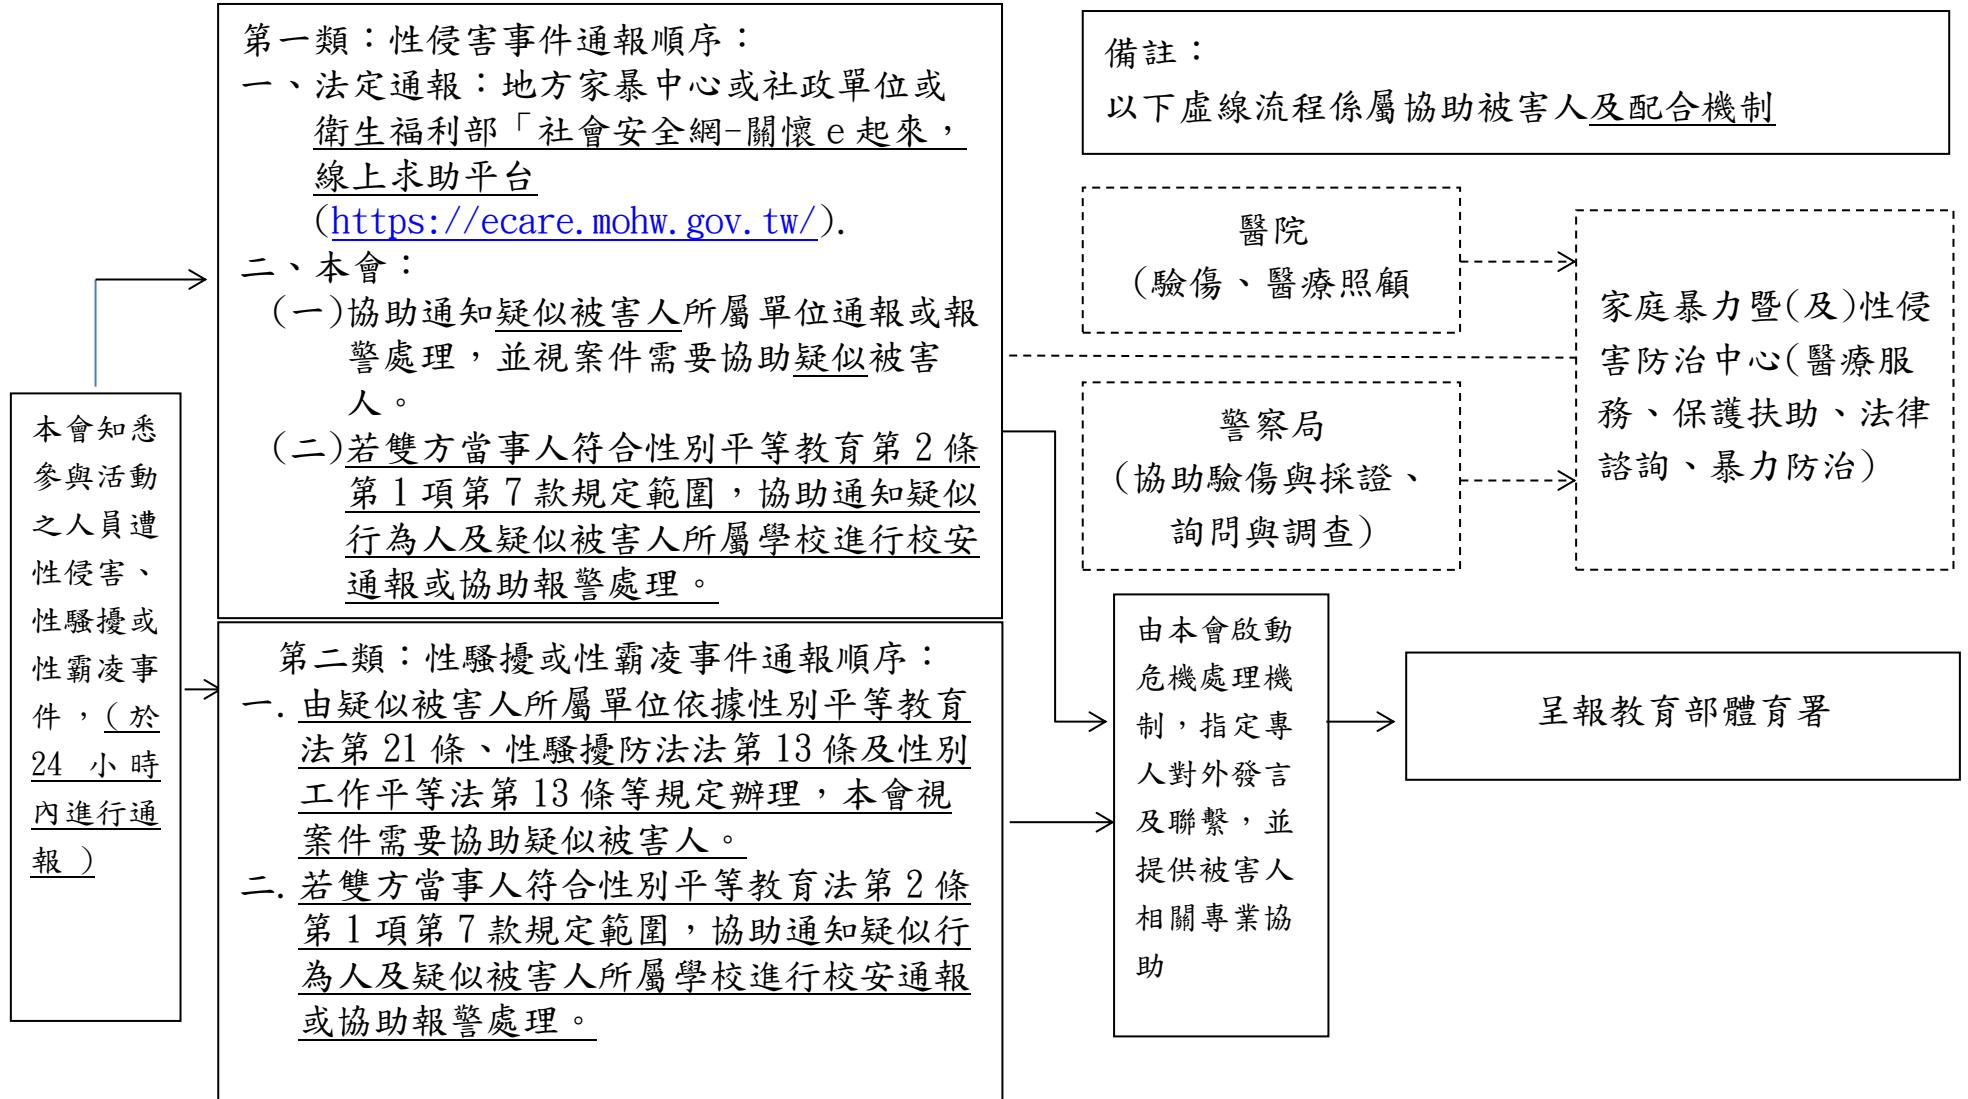 本會知悉
參與活動
之人員遭
性侵害、
性騷擾或
性霸凌事
件，(於
24 小時
內進行通
報 )
第一類：性侵害事件通報順序：
一、法定通報：地方家暴中心或社政單位或
衛生福利部「社會安全網-關懷 e 起來，
線上求助平台
(https://ecare.mohw.gov.tw/).
二、本會：
(一)協助通知疑似被害人所屬單位通報或報
警處理，並視案件需要協助疑似被害
人。
(二)若雙方當事人符合性別平等教育第 2 條
第 1 項第 7 款規定範圍，協助通知疑似
行為人及疑似被害人所屬學校進行校安
通報或協助報警處理。
第二類：性騷擾或性霸凌事件通報順序：
一. 由疑似被害人所屬單位依據性別平等教育
法第 21 條、性騷擾防法法第 13 條及性別
工作平等法第 13 條等規定辦理，本會視
案件需要協助疑似被害人。
二. 若雙方當事人符合性別平等教育法第 2 條
第 1 項第 7 款規定範圍，協助通知疑似行
為人及疑似被害人所屬學校進行校安通報
或協助報警處理。
備註：
以下虛線流程係屬協助被害人及配合機制
醫院
(驗傷、醫療照顧
警察局
(協助驗傷與採證、
詢問與調查)
家庭暴力暨(及)性侵
害防治中心(醫療服
務、保護扶助、法律
諮詢、暴力防治)
由本會啟動
危機處理機
制，指定專
人對外發言
及聯繫，並
提供被害人
相關專業協
助
呈報教育部體育署